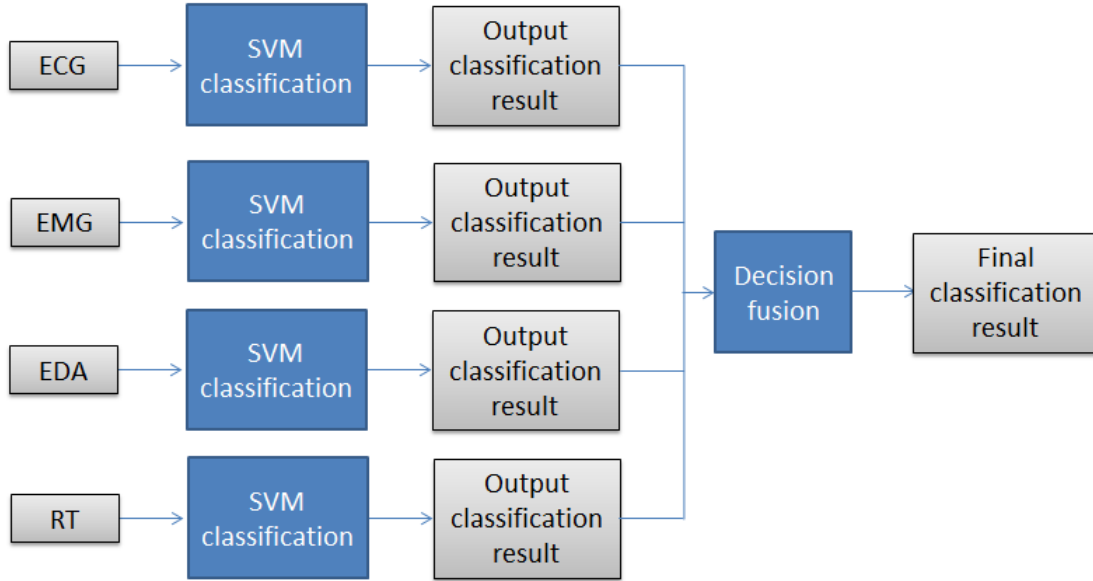 ECG
SVM
classification
Output
classification
result
EMG
SVM
classification
Output
classification
result
EDA
SVM
classification
Output
classification
result
RT
SVM
classification
Output
classification
result
Decision
fusion
Final
classification
result